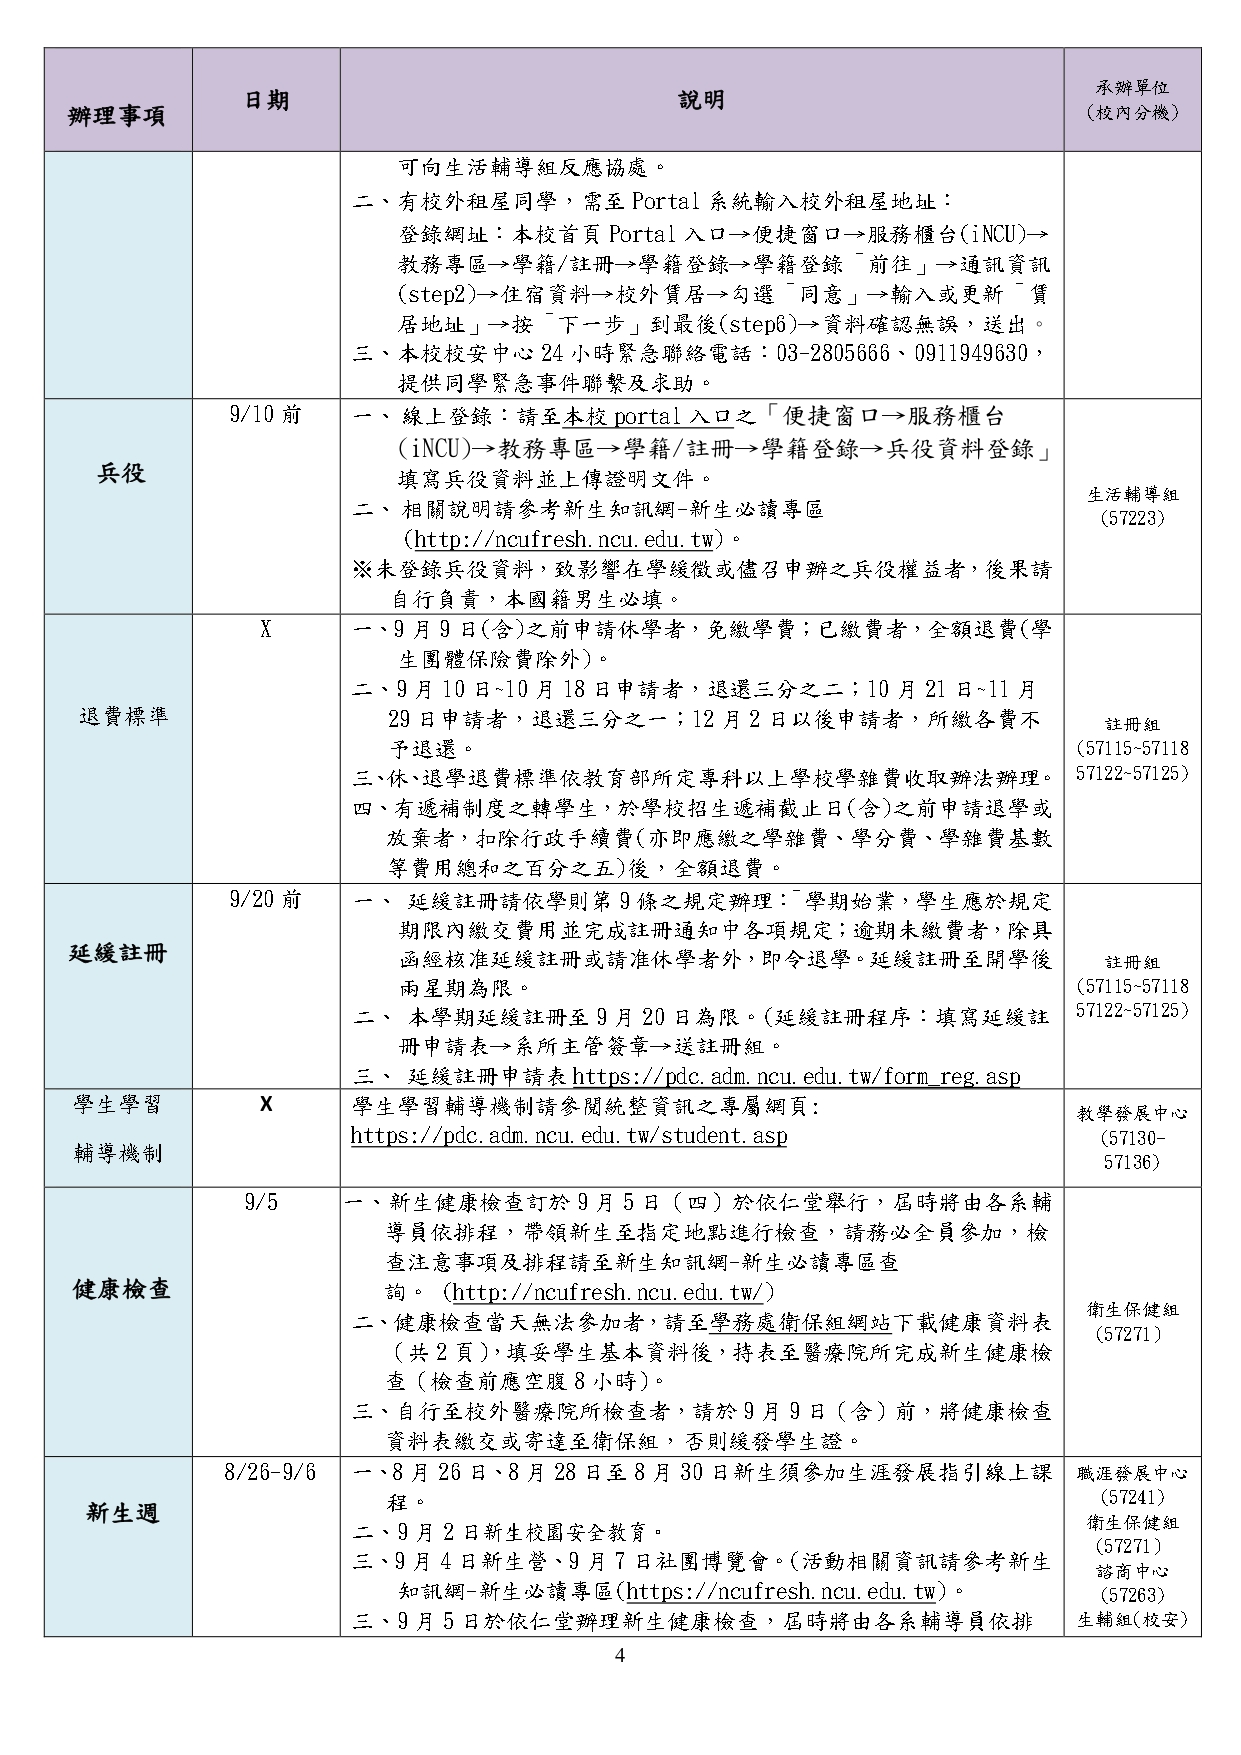 辦理事項
日期
說明
承辦單位
(校內分機)
可向生活輔導組反應協處。
二、有校外租屋同學，需至 Portal 系統輸入校外租屋地址：
登錄網址：本校首頁 Portal 入口→便捷窗口→服務櫃台(iNCU)→
教務專區→學籍/註冊→學籍登錄→學籍登錄「前往」→通訊資訊
(step2)→住宿資料→校外賃居→勾選「同意」→輸入或更新「賃
居地址」→按「下一步」到最後(step6)→資料確認無誤，送出。
三、本校校安中心 24 小時緊急聯絡電話：03-2805666、0911949630，
提供同學緊急事件聯繫及求助。
兵役
9/10 前
一、 線上登錄：請至本校 portal 入口之「便捷窗口→服務櫃台
(iNCU)→教務專區→學籍/註冊→學籍登錄→兵役資料登錄」
填寫兵役資料並上傳證明文件。
二、 相關說明請參考新生知訊網-新生必讀專區
(http://ncufresh.ncu.edu.tw)。
※未登錄兵役資料，致影響在學緩徵或儘召申辦之兵役權益者，後果請
自行負責，本國籍男生必填。
生活輔導組
(57223)
退費標準
X
一、9 月 9 日(含)之前申請休學者，免繳學費；已繳費者，全額退費(學
生團體保險費除外)。
二、9 月 10 日~10 月 18 日申請者，退還三分之二；10 月 21 日~11 月
29 日申請者，退還三分之一；12 月 2 日以後申請者，所繳各費不
予退還。
三、休、退學退費標準依教育部所定專科以上學校學雜費收取辦法辦理。
四、有遞補制度之轉學生，於學校招生遞補截止日(含)之前申請退學或
放棄者，扣除行政手續費(亦即應繳之學雜費、學分費、學雜費基數
等費用總和之百分之五)後，全額退費。
註冊組
(57115~57118
57122~57125)
延緩註冊
9/20 前
一、 延緩註冊請依學則第 9 條之規定辦理：「學期始業，學生應於規定
期限內繳交費用並完成註冊通知中各項規定；逾期未繳費者，除具
函經核准延緩註冊或請准休學者外，即令退學。延緩註冊至開學後
兩星期為限。
二、 本學期延緩註冊至 9 月 20 日為限。(延緩註冊程序：填寫延緩註
冊申請表→系所主管簽章→送註冊組。
三、 延緩註冊申請表 https://pdc.adm.ncu.edu.tw/form_reg.asp
註冊組
(57115~57118
57122~57125)
學生學習
輔導機制
X
學生學習輔導機制請參閱統整資訊之專屬網頁:
https://pdc.adm.ncu.edu.tw/student.asp
教學發展中心
(57130-
57136)
健康檢查
9/5
一、新生健康檢查訂於 9 月 5 日（四）於依仁堂舉行，屆時將由各系輔
導員依排程，帶領新生至指定地點進行檢查，請務必全員參加，檢
查注意事項及排程請至新生知訊網-新生必讀專區查
詢。 (http://ncufresh.ncu.edu.tw/)
二、健康檢查當天無法參加者，請至學務處衛保組網站下載健康資料表
（共 2 頁），填妥學生基本資料後，持表至醫療院所完成新生健康檢
查（檢查前應空腹 8 小時）。
三、自行至校外醫療院所檢查者，請於 9 月 9 日（含）前，將健康檢查
資料表繳交或寄達至衛保組，否則緩發學生證。
衛生保健組
(57271)
新生週
8/26-9/6
一、8 月 26 日、8 月 28 日至 8 月 30 日新生須參加生涯發展指引線上課
程。
二、9 月 2 日新生校園安全教育。
三、9 月 4 日新生營、9 月 7 日社團博覽會。(活動相關資訊請參考新生
知訊網-新生必讀專區(https://ncufresh.ncu.edu.tw)。
三、9 月 5 日於依仁堂辦理新生健康檢查，屆時將由各系輔導員依排
職涯發展中心
(57241)
衛生保健組
(57271)
諮商中心
(57263)
生輔組(校安)
4